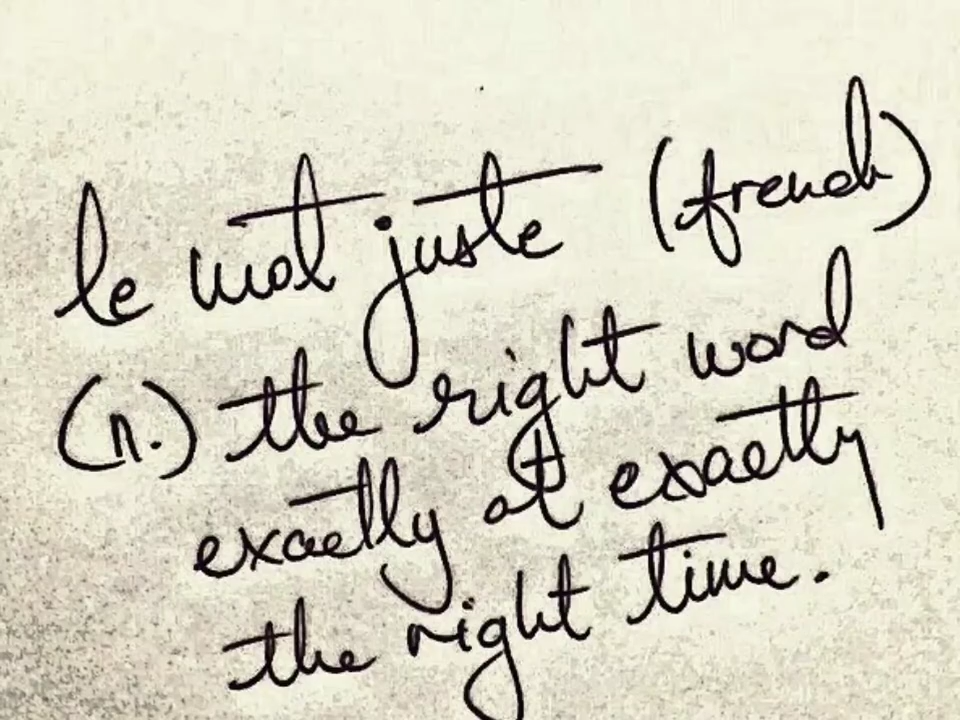 le mot juste (french)
(n.) the right word
exactly at exactly
the right time.